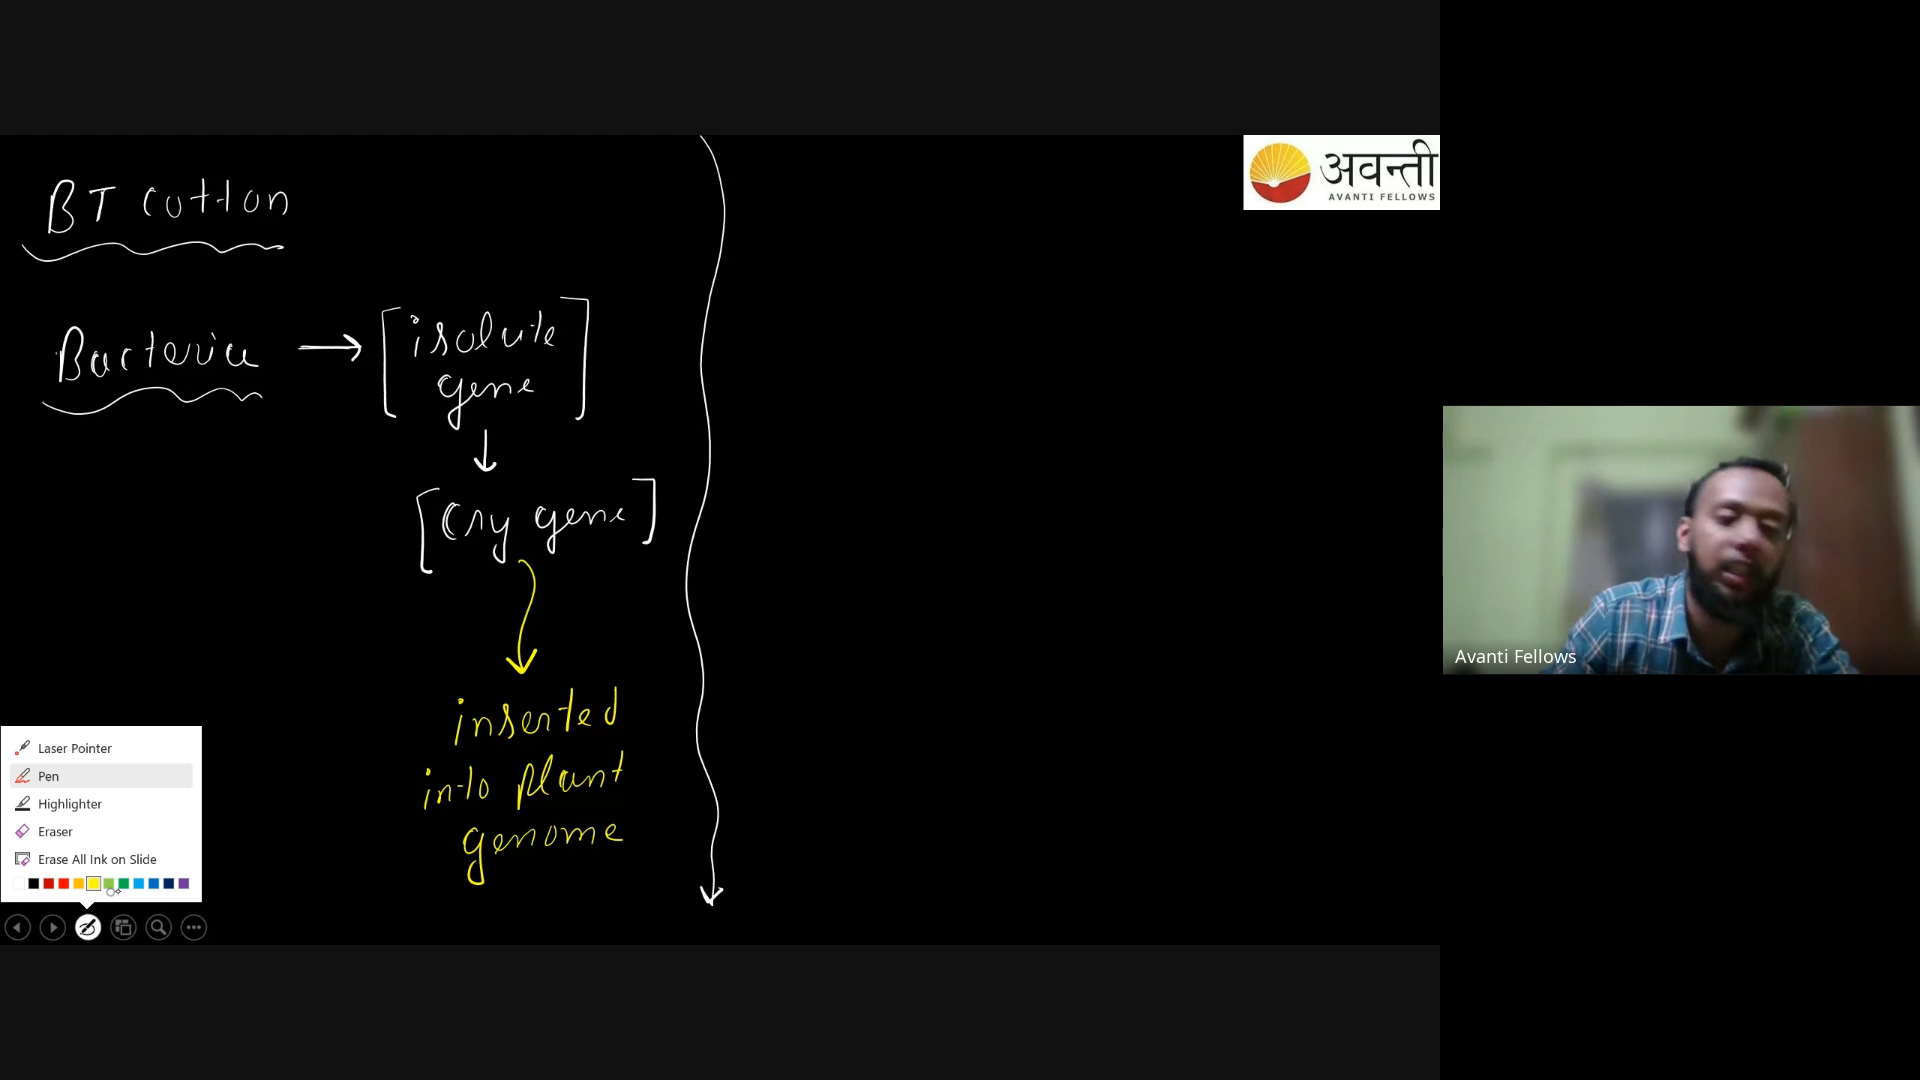 BT cotton
अवन्ती
AVANTI FELLOWS
Bacteria → [isolate
gene]
↓
[Cry gene]
inserted
into plant
genome
Avanti Fellows
Laser Pointer
Pen
Highlighter
Eraser
Erase All Ink on Slide